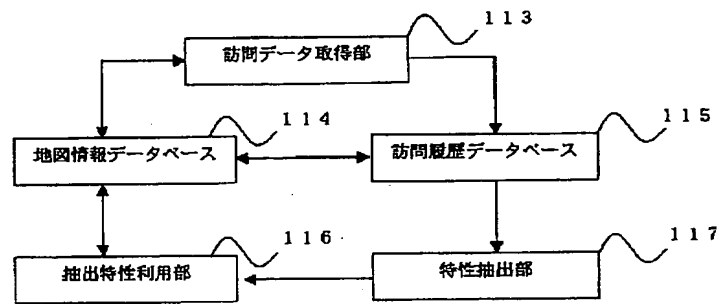 113
訪問データ取得部
114
地図情報データベース
115
訪問履歴データベース
116
抽出特性利用部
117
特性抽出部